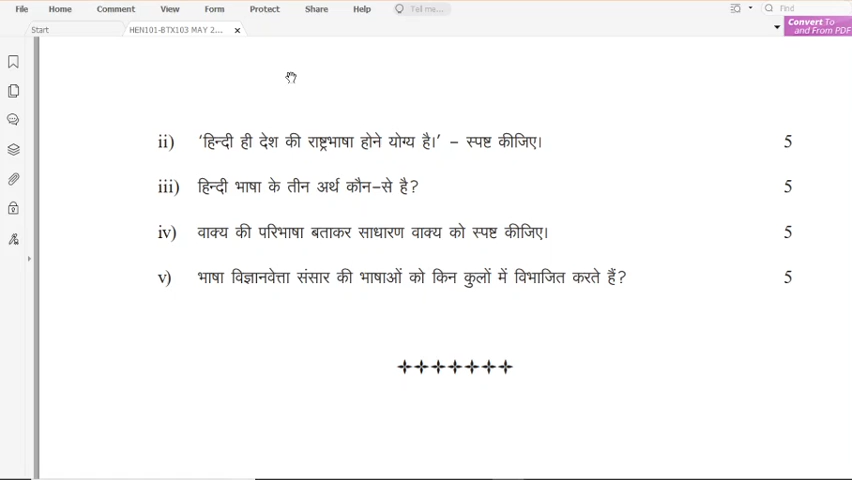 File Home Comment View Form Protect Share Help Tell me... Find
Start HEN101-BTX103 MAY 2... ×
Convert To
and From PDF
ii) ‘हिन्दी ही देश की राष्ट्रभाषा होने योग्य है।’ – स्पष्ट कीजिए। 5
iii) हिन्दी भाषा के तीन अर्थ कौन-से है? 5
iv) वाक्य की परिभाषा बताकर साधारण वाक्य को स्पष्ट कीजिए। 5
v) भाषा विज्ञानवेत्ता संसार की भाषाओं को किन कुलों में विभाजित करते हैं? 5